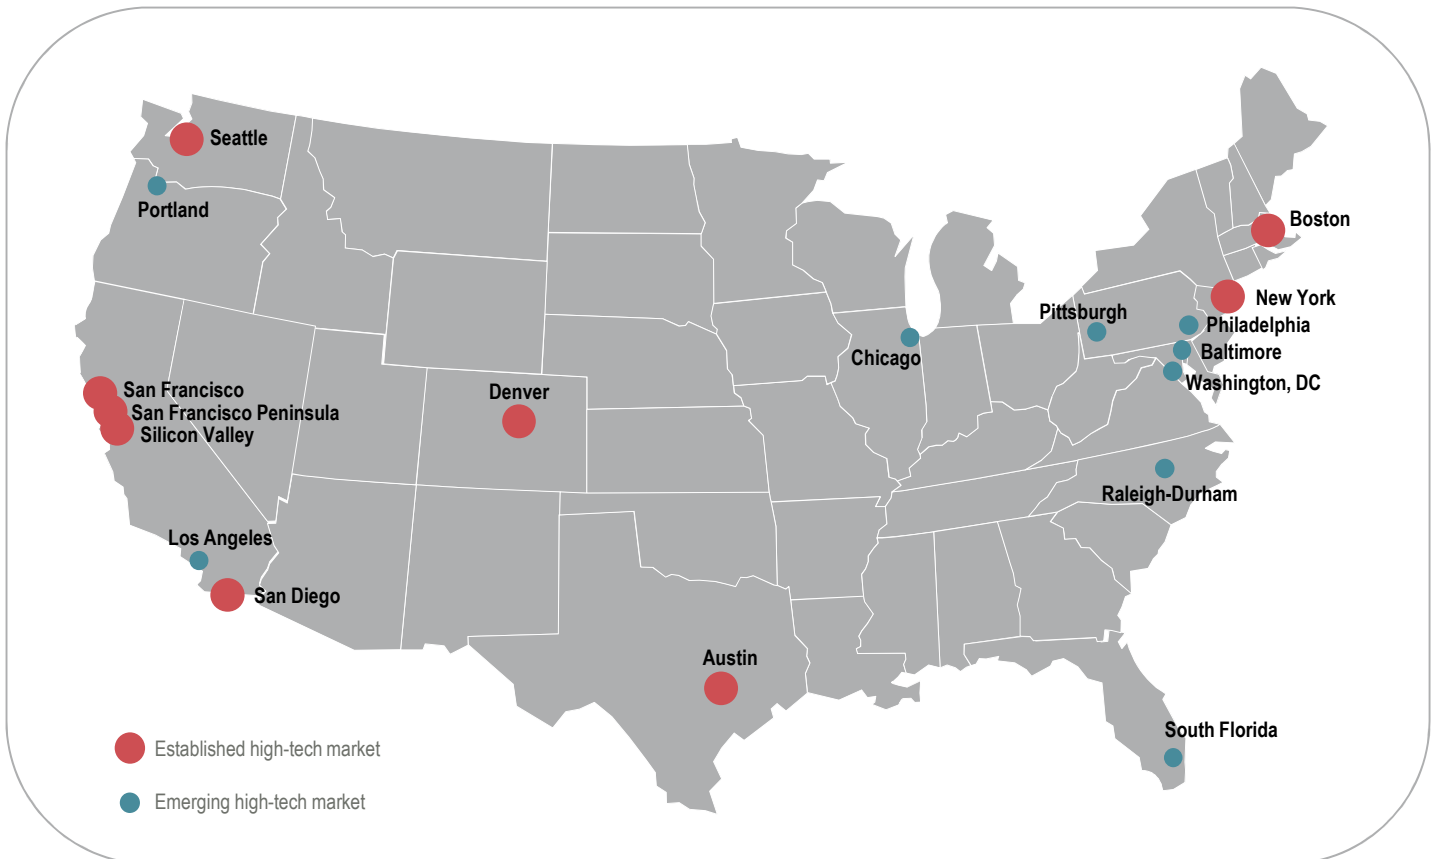 Seattle
Portland
Boston
New York
Pittsburgh
Philadelphia
Chicago
Baltimore
Washington, DC
San Francisco
San Francisco Peninsula
Silicon Valley
Denver
Raleigh-Durham
Los Angeles
San Diego
Austin
South Florida
Established high-tech market
Emerging high-tech market